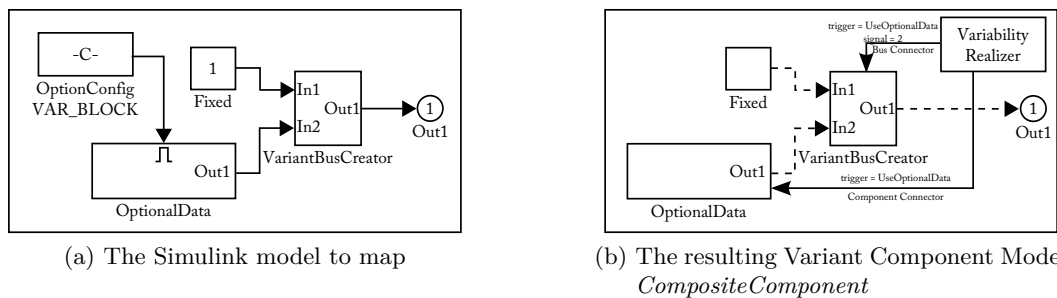 -C-
OptionConfig
VAR_BLOCK
1
Fixed
In1
In2
Out1
VariantBusCreator
1
Out1
Out1
OptionalData
(a) The Simulink model to map
trigger = UseOptionalData
signal = 2
Bus Connector
Variability
Realizer
Fixed
In1
In2
Out1
VariantBusCreator
1
Out1
Out1
OptionalData
trigger = UseOptionalData
Component Connector
(b) The resulting Variant Component Mode
CompositeComponent